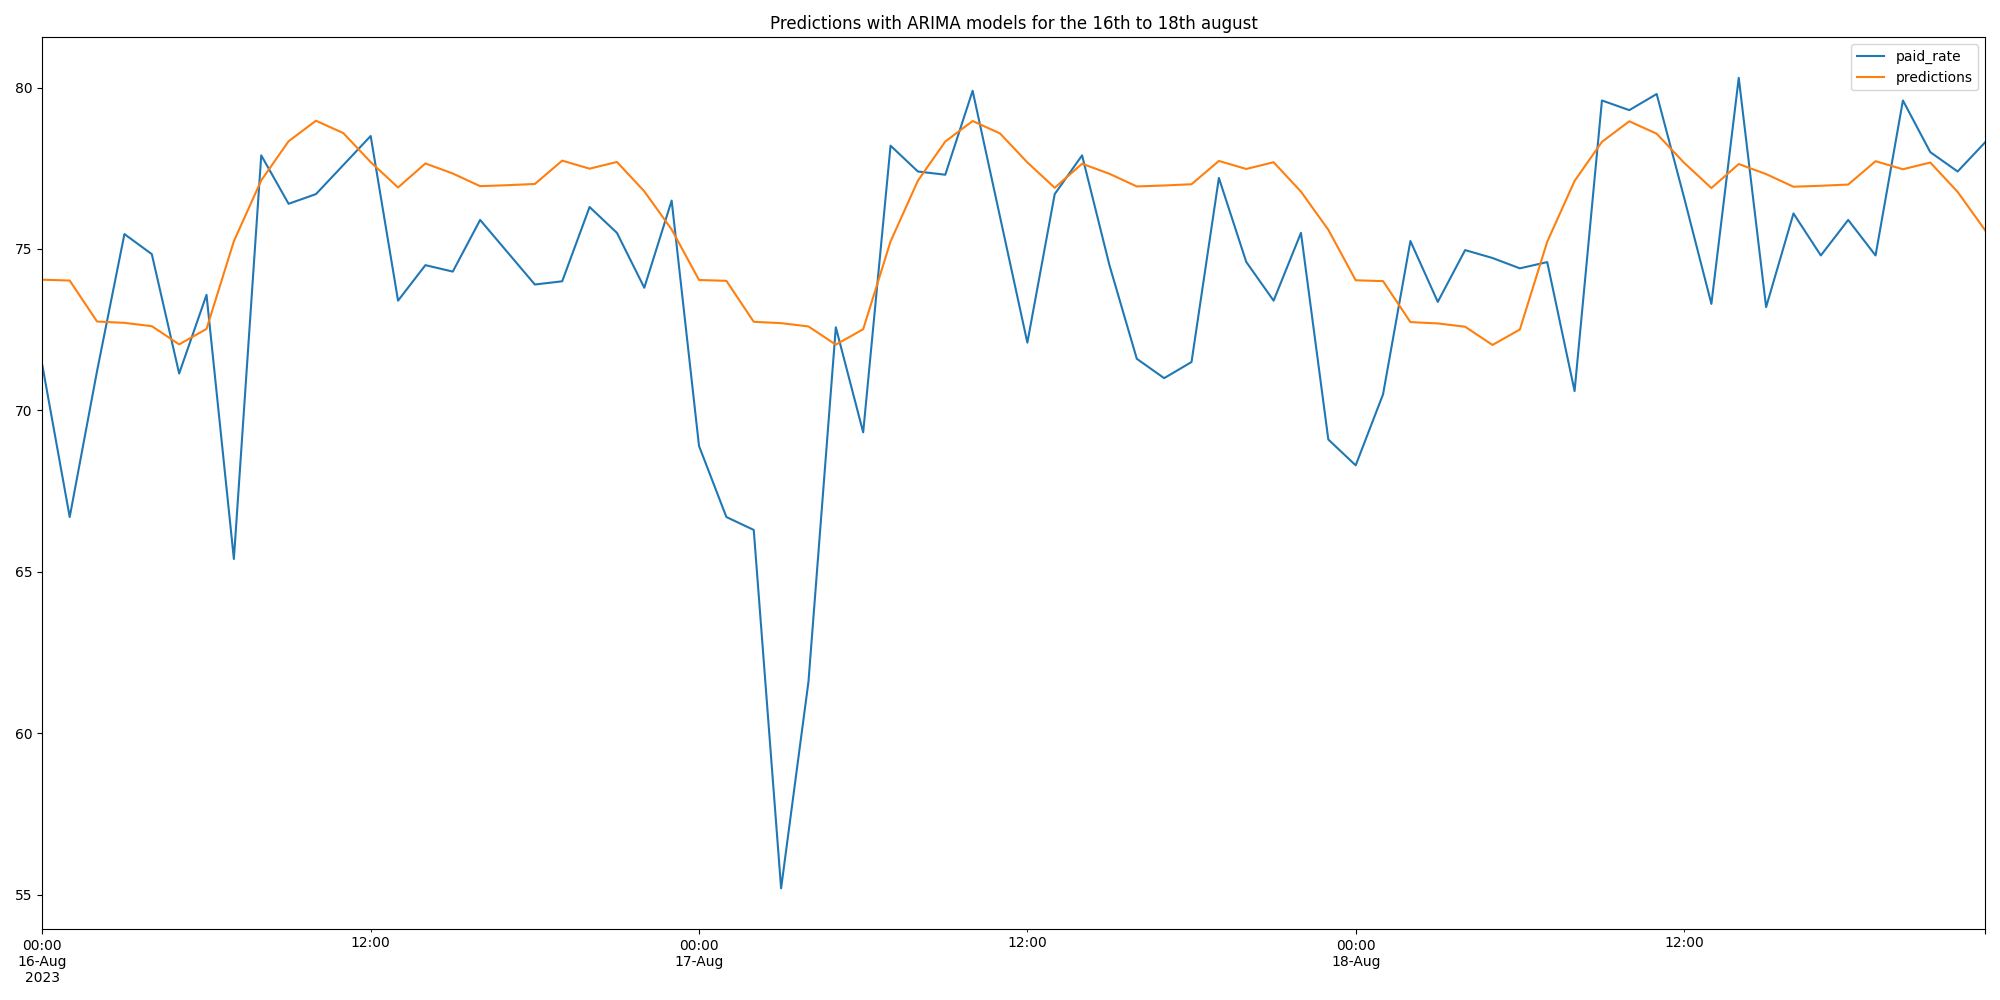 Predictions with ARIMA models for the 16th to 18th august
paid_rate
predictions
80
75
70
65
60
55
00:00
16-Aug
2023
12:00
00:00
17-Aug
12:00
00:00
18-Aug
12:00